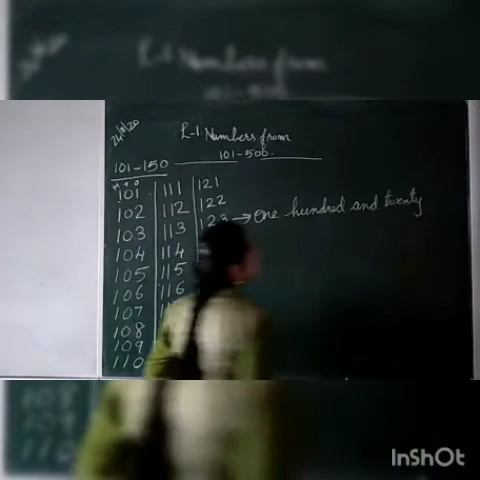 24/11/20
L-1. Numbers from
101-500.
101-150
H T O
101 111 121
102 112 122
103 113 123 → One hundred and twenty
104 114
105 115
106 116
107
108
109
110
InShOt